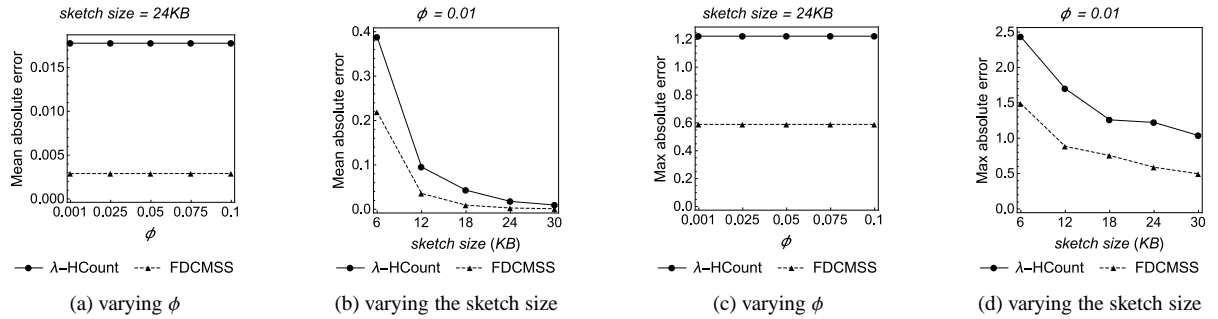 sketch size = 24KB
Mean absolute error
0.015
0.010
0.005
0.000
0.001 0.025 0.05 0.075 0.1
ϕ
λ−HCount FDCMSS
(a) varying ϕ
ϕ = 0.01
Mean absolute error
0.4
0.3
0.2
0.1
0.0
6 12 18 24 30
sketch size (KB)
λ−HCount FDCMSS
(b) varying the sketch size
sketch size = 24KB
Max absolute error
1.2
1.0
0.8
0.6
0.4
0.2
0.0
0.001 0.025 0.05 0.075 0.1
ϕ
λ−HCount FDCMSS
(c) varying ϕ
ϕ = 0.01
Max absolute error
2.5
2.0
1.5
1.0
0.5
0.0
6 12 18 24 30
sketch size (KB)
λ−HCount FDCMSS
(d) varying the sketch size